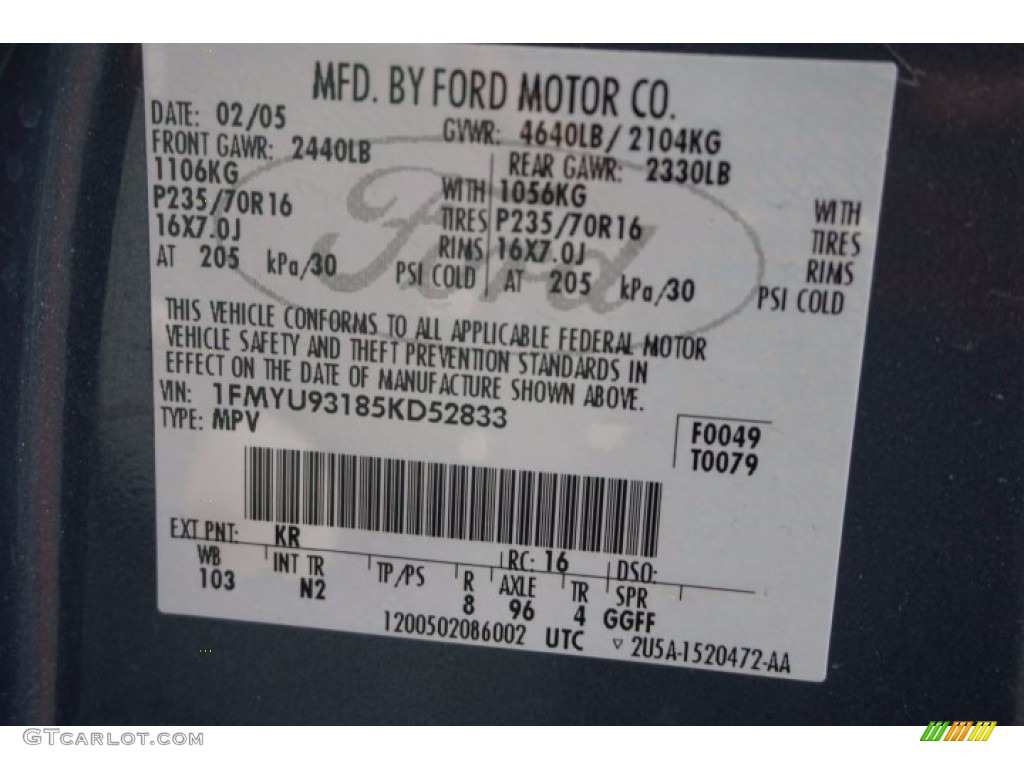 MFD. BY FORD MOTOR CO.
DATE: 02/05 GVWR: 4640LB/ 2104KG
FRONT GAWR: 2440LB REAR GAWR: 2330LB
1106KG WITH 1056KG WITH
P235/70R16 TIRES P235/70R16 TIRES
16X7.0J RIMS 16X7.0J RIMS
AT 205 kPa/30 PSI COLD AT 205 kPa/30 PSI COLD
Ford
THIS VEHICLE CONFORMS TO ALL APPLICABLE FEDERAL MOTOR
VEHICLE SAFETY AND THEFT PREVENTION STANDARDS IN
EFFECT ON THE DATE OF MANUFACTURE SHOWN ABOVE.
VIN: 1FMYU93185KD52833
TYPE: MPV
F0049
T0079
EXT PNT: KR RC: 16 DSO:
WB INT TR TP/PS R AXLE TR SPR
103 N2 8 96 4 GGFF
1200502086002 UTC ▽ 2U5A-1520472-AA
GTCarLot.com